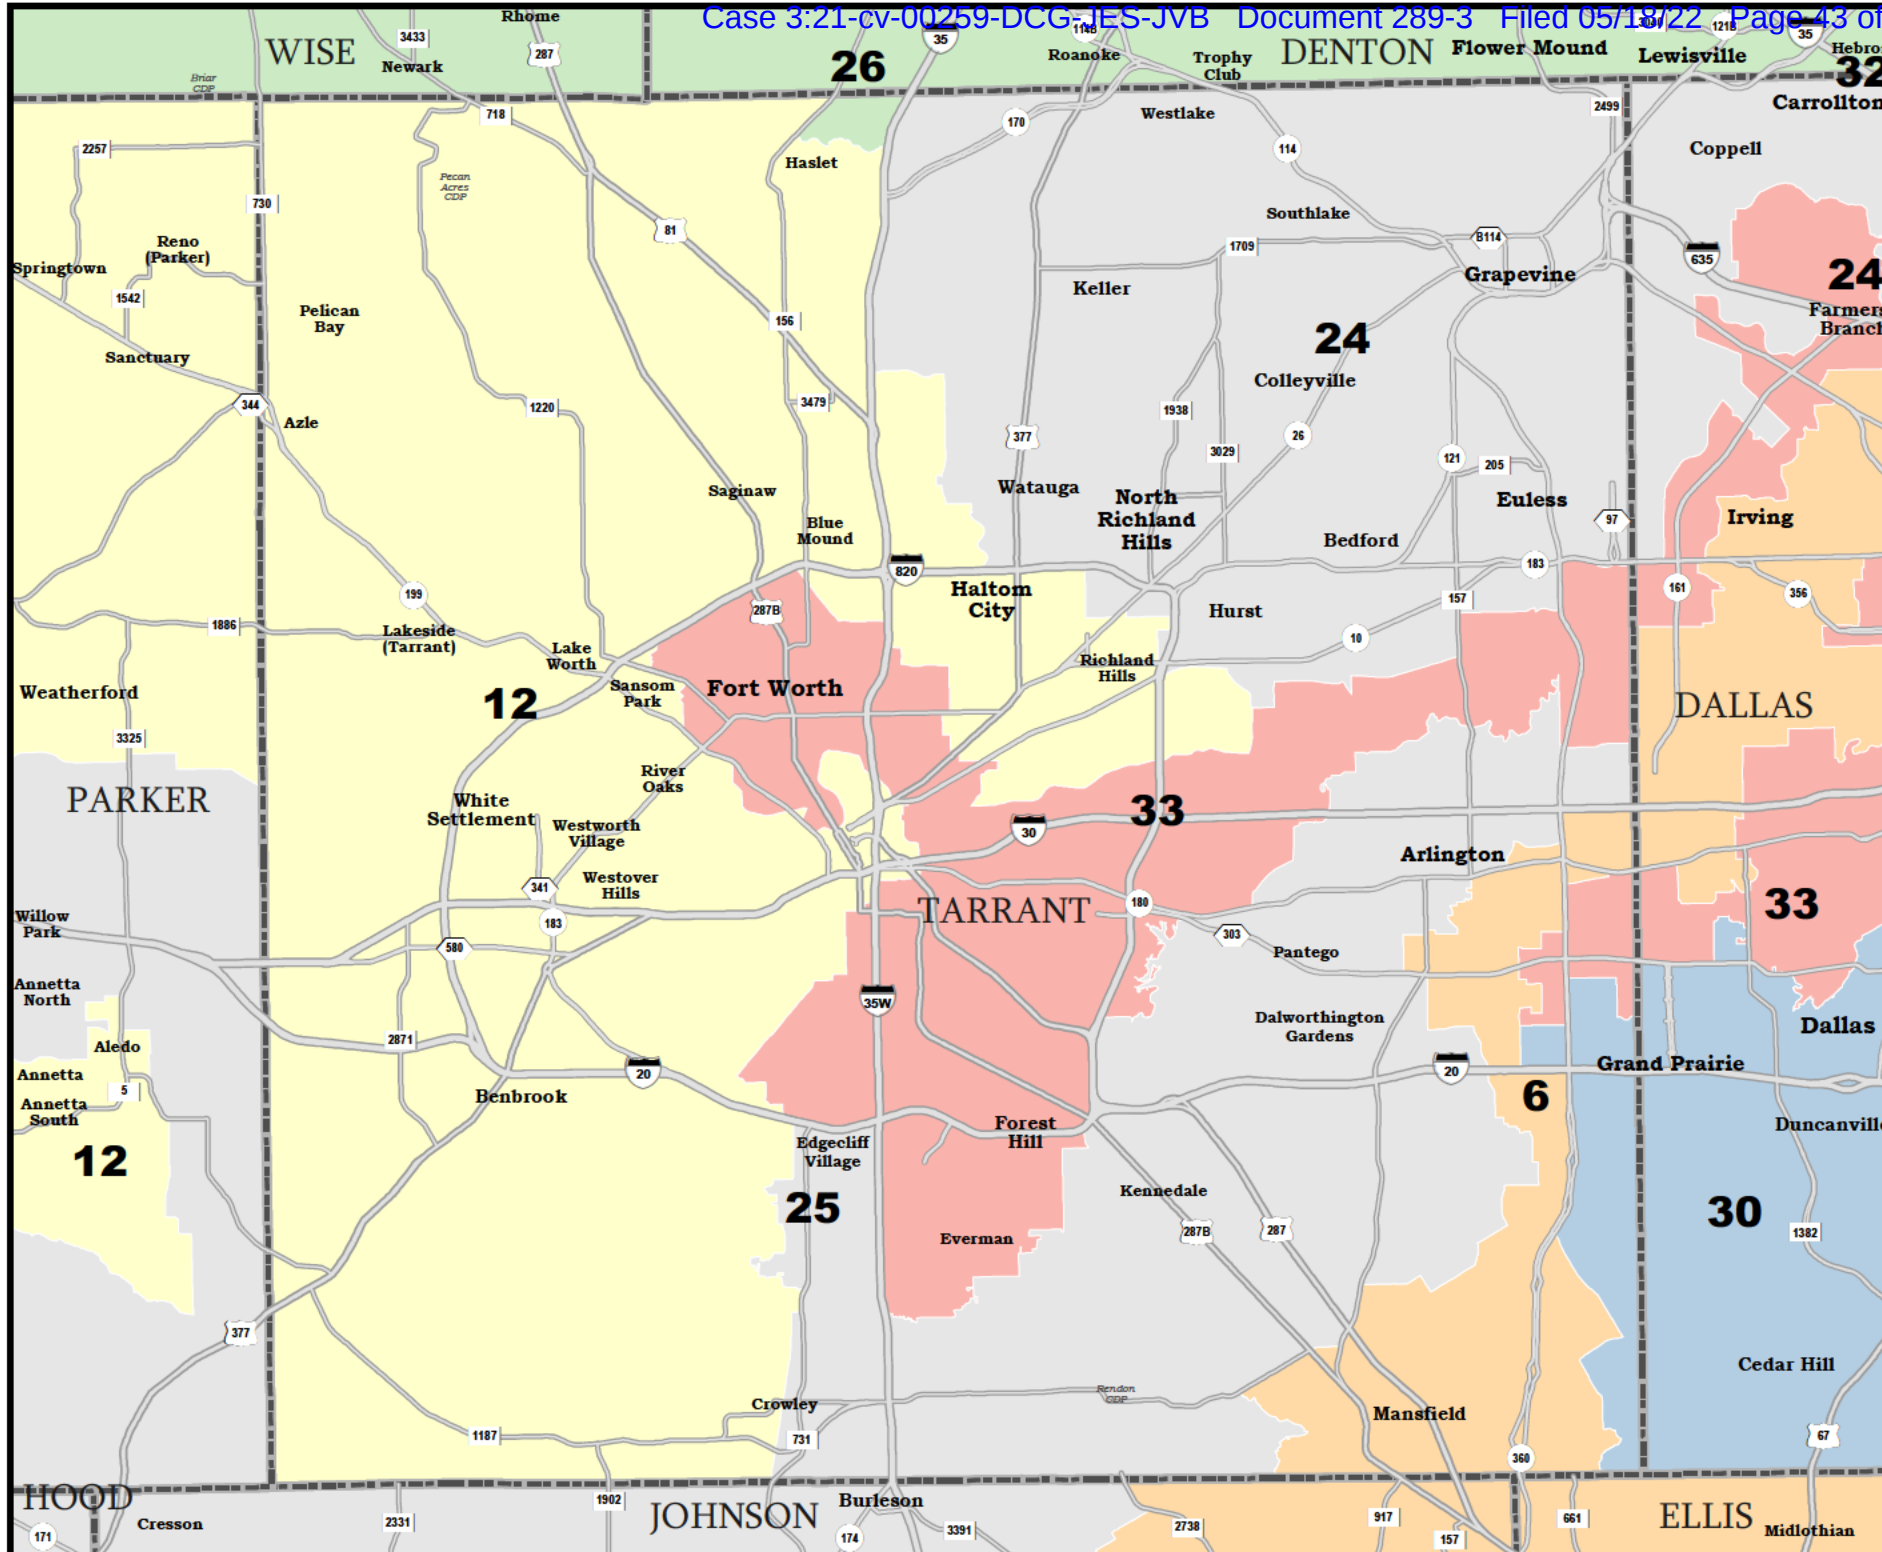 Case 3:21-cv-00259-DCG-JES-JVB Document 289-3 Filed 05/18/22 Page 43 of
Rhome
3433
WISE
Newark
287
Briar
CDP
26
35
114B
Roanoke
Trophy
Club
DENTON
Flower Mound
3040
Lewisville
121B
35
Hebro
32
Carrollton
718
2257
730
Pecan
Acres
CDP
Haslet
170
Westlake
114
2499
Coppell
81
Southlake
1709
B114
635
Reno
(Parker)
Springtown
1542
Pelican
Bay
156
Keller
Grapevine
24
Farmers
Branch
Sanctuary
24
Colleyville
344
Azle
1220
3479
377
1938
3029
26
121
205
Saginaw
Watauga
North
Richland
Hills
Euless
97
Irving
Blue
Mound
820
Bedford
183
199
287B
Haltom
City
Hurst
157
161
356
1886
Lakeside
(Tarrant)
Lake
Worth
10
Weatherford
12
Sansom
Park
Fort Worth
Richland
Hills
DALLAS
3325
PARKER
River
Oaks
White
Settlement
Westworth
Village
30
33
Arlington
341
Westover
Hills
183
TARRANT
180
33
Willow
Park
580
303
Pantego
Annetta
North
35W
Dalworthington
Gardens
Dallas
Aledo
2871
20
20
Grand Prairie
Annetta
5
Benbrook
6
Annetta
South
Edgecliff
Village
Forest
Hill
Duncanville
12
25
Kennedale
287B
287
30
1382
Everman
377
Cedar Hill
Rendon
CDP
Crowley
Mansfield
1187
731
67
360
HOOD
1902
JOHNSON
Burleson
171
Cresson
2331
174
3391
2738
917
157
661
ELLIS
Midlothian